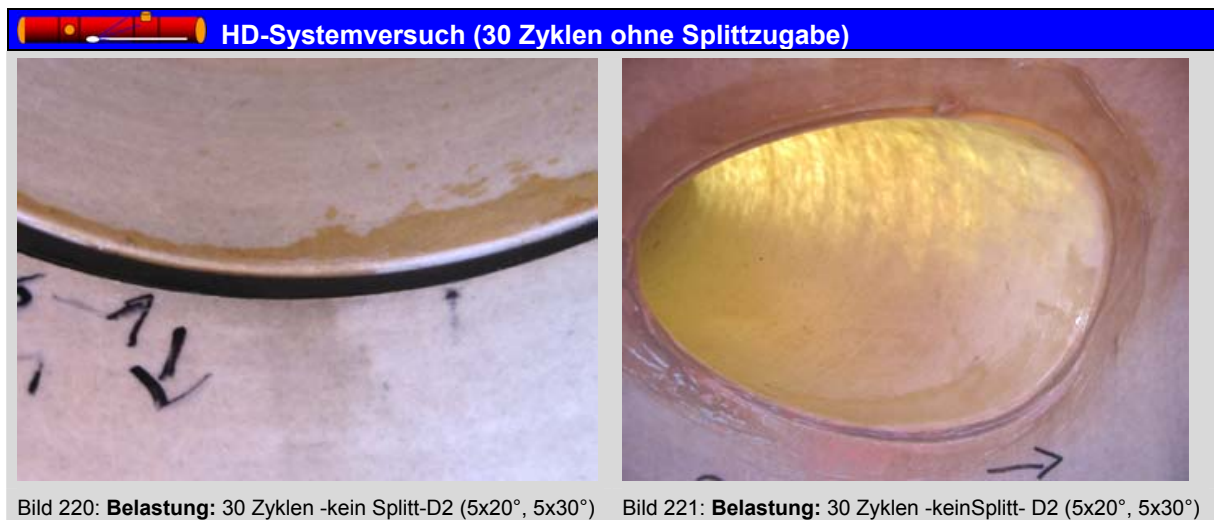 HD-Systemversuch (30 Zyklen ohne Splittzugabe)
Bild 220: Belastung: 30 Zyklen -kein Splitt-D2 (5x20°, 5x30°)
Bild 221: Belastung: 30 Zyklen -keinSplitt- D2 (5x20°, 5x30°)